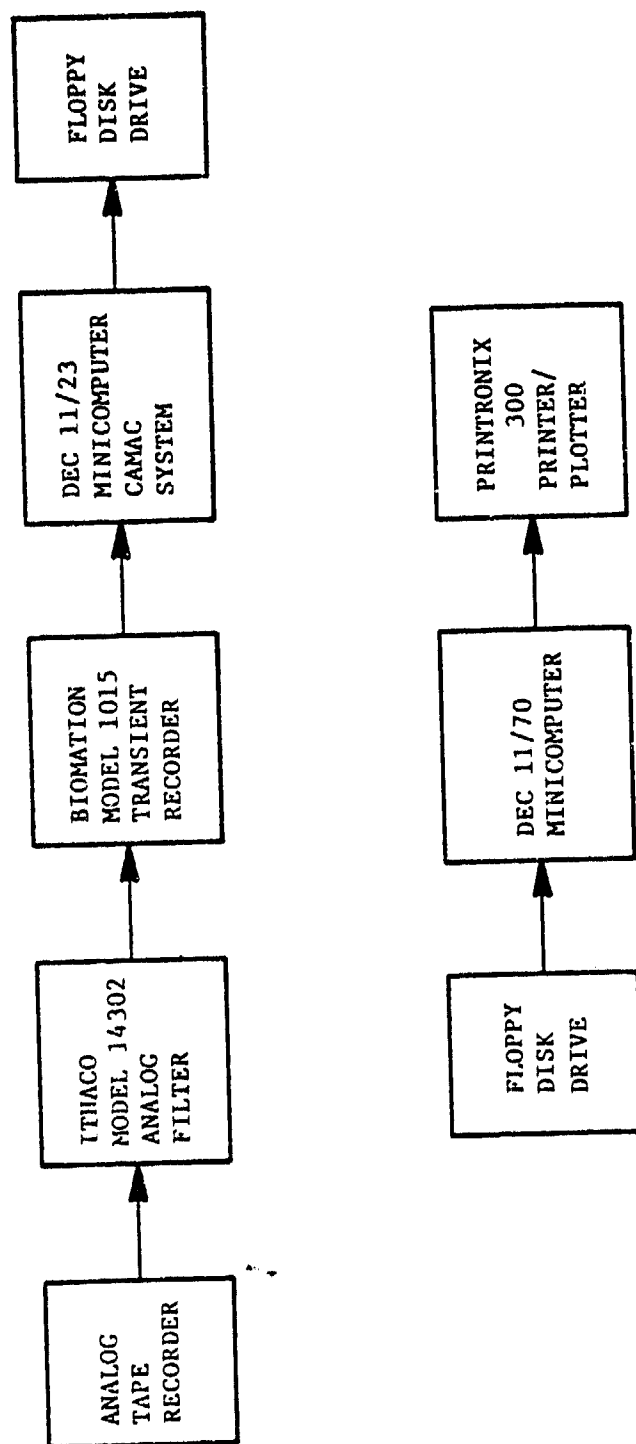 ANALOG
TAPE
RECORDER
ITHACO
MODEL 14302
ANALOG
FILTER
BIOMATION
MODEL 1015
TRANSIENT
RECORDER
DEC 11/23
MINICOMPUTER
CAMAC
SYSTEM
FLOPPY
DISK
DRIVE
FLOPPY
DISK
DRIVE
DEC 11/70
MINICOMPUTER
PRINTRONIX
300
PRINTER/
PLOTTER